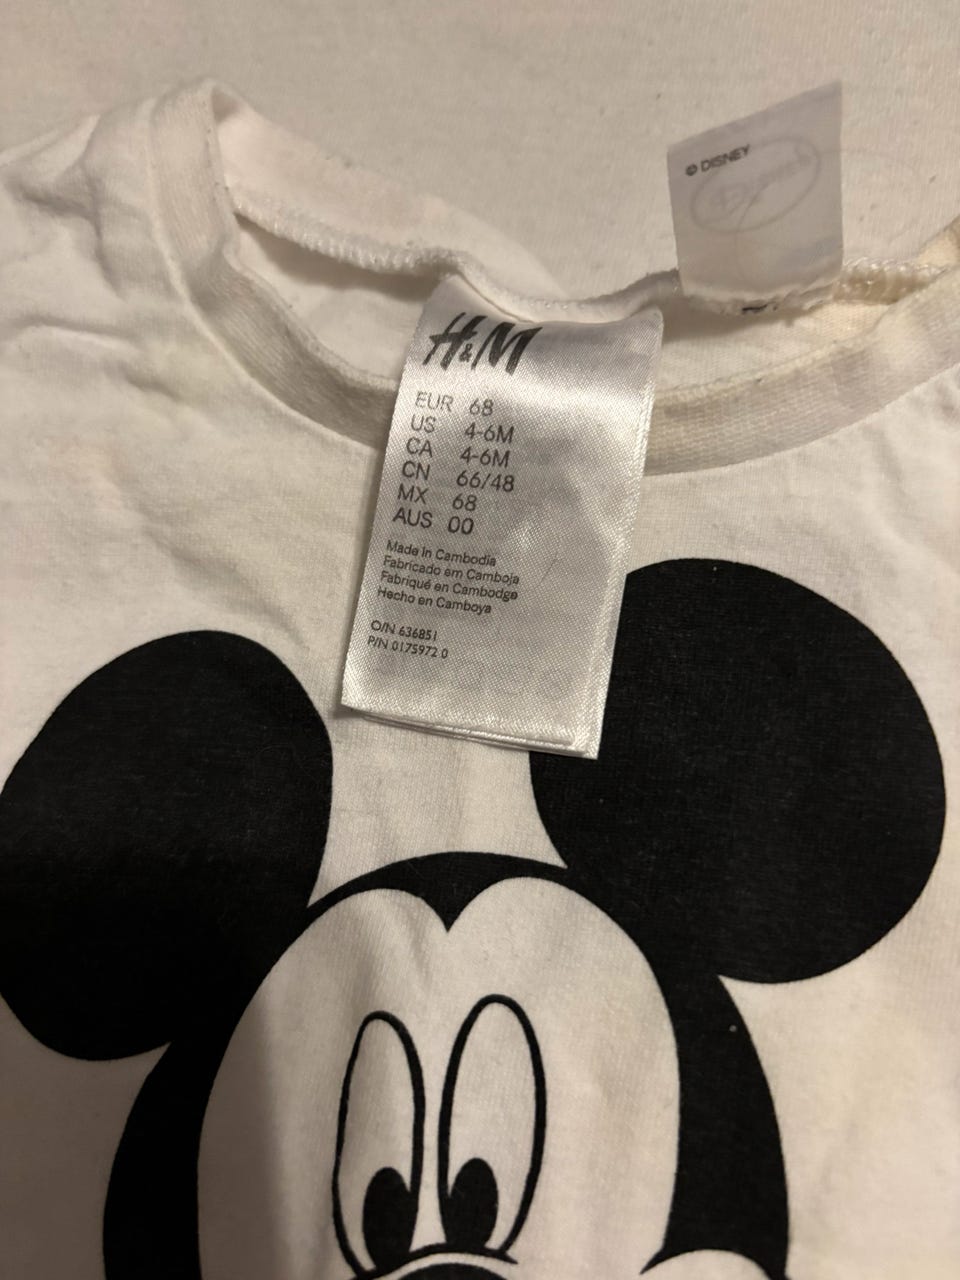 © DISNEY
H&M
EUR 68
US 4-6M
CA 4-6M
CN 66/48
MX 68
AUS 00
Made in Cambodia
Fabricado em Camboja
Fabriqué en Cambodge
Hecho en Camboya
O/N 636851
P/N 0175972 0